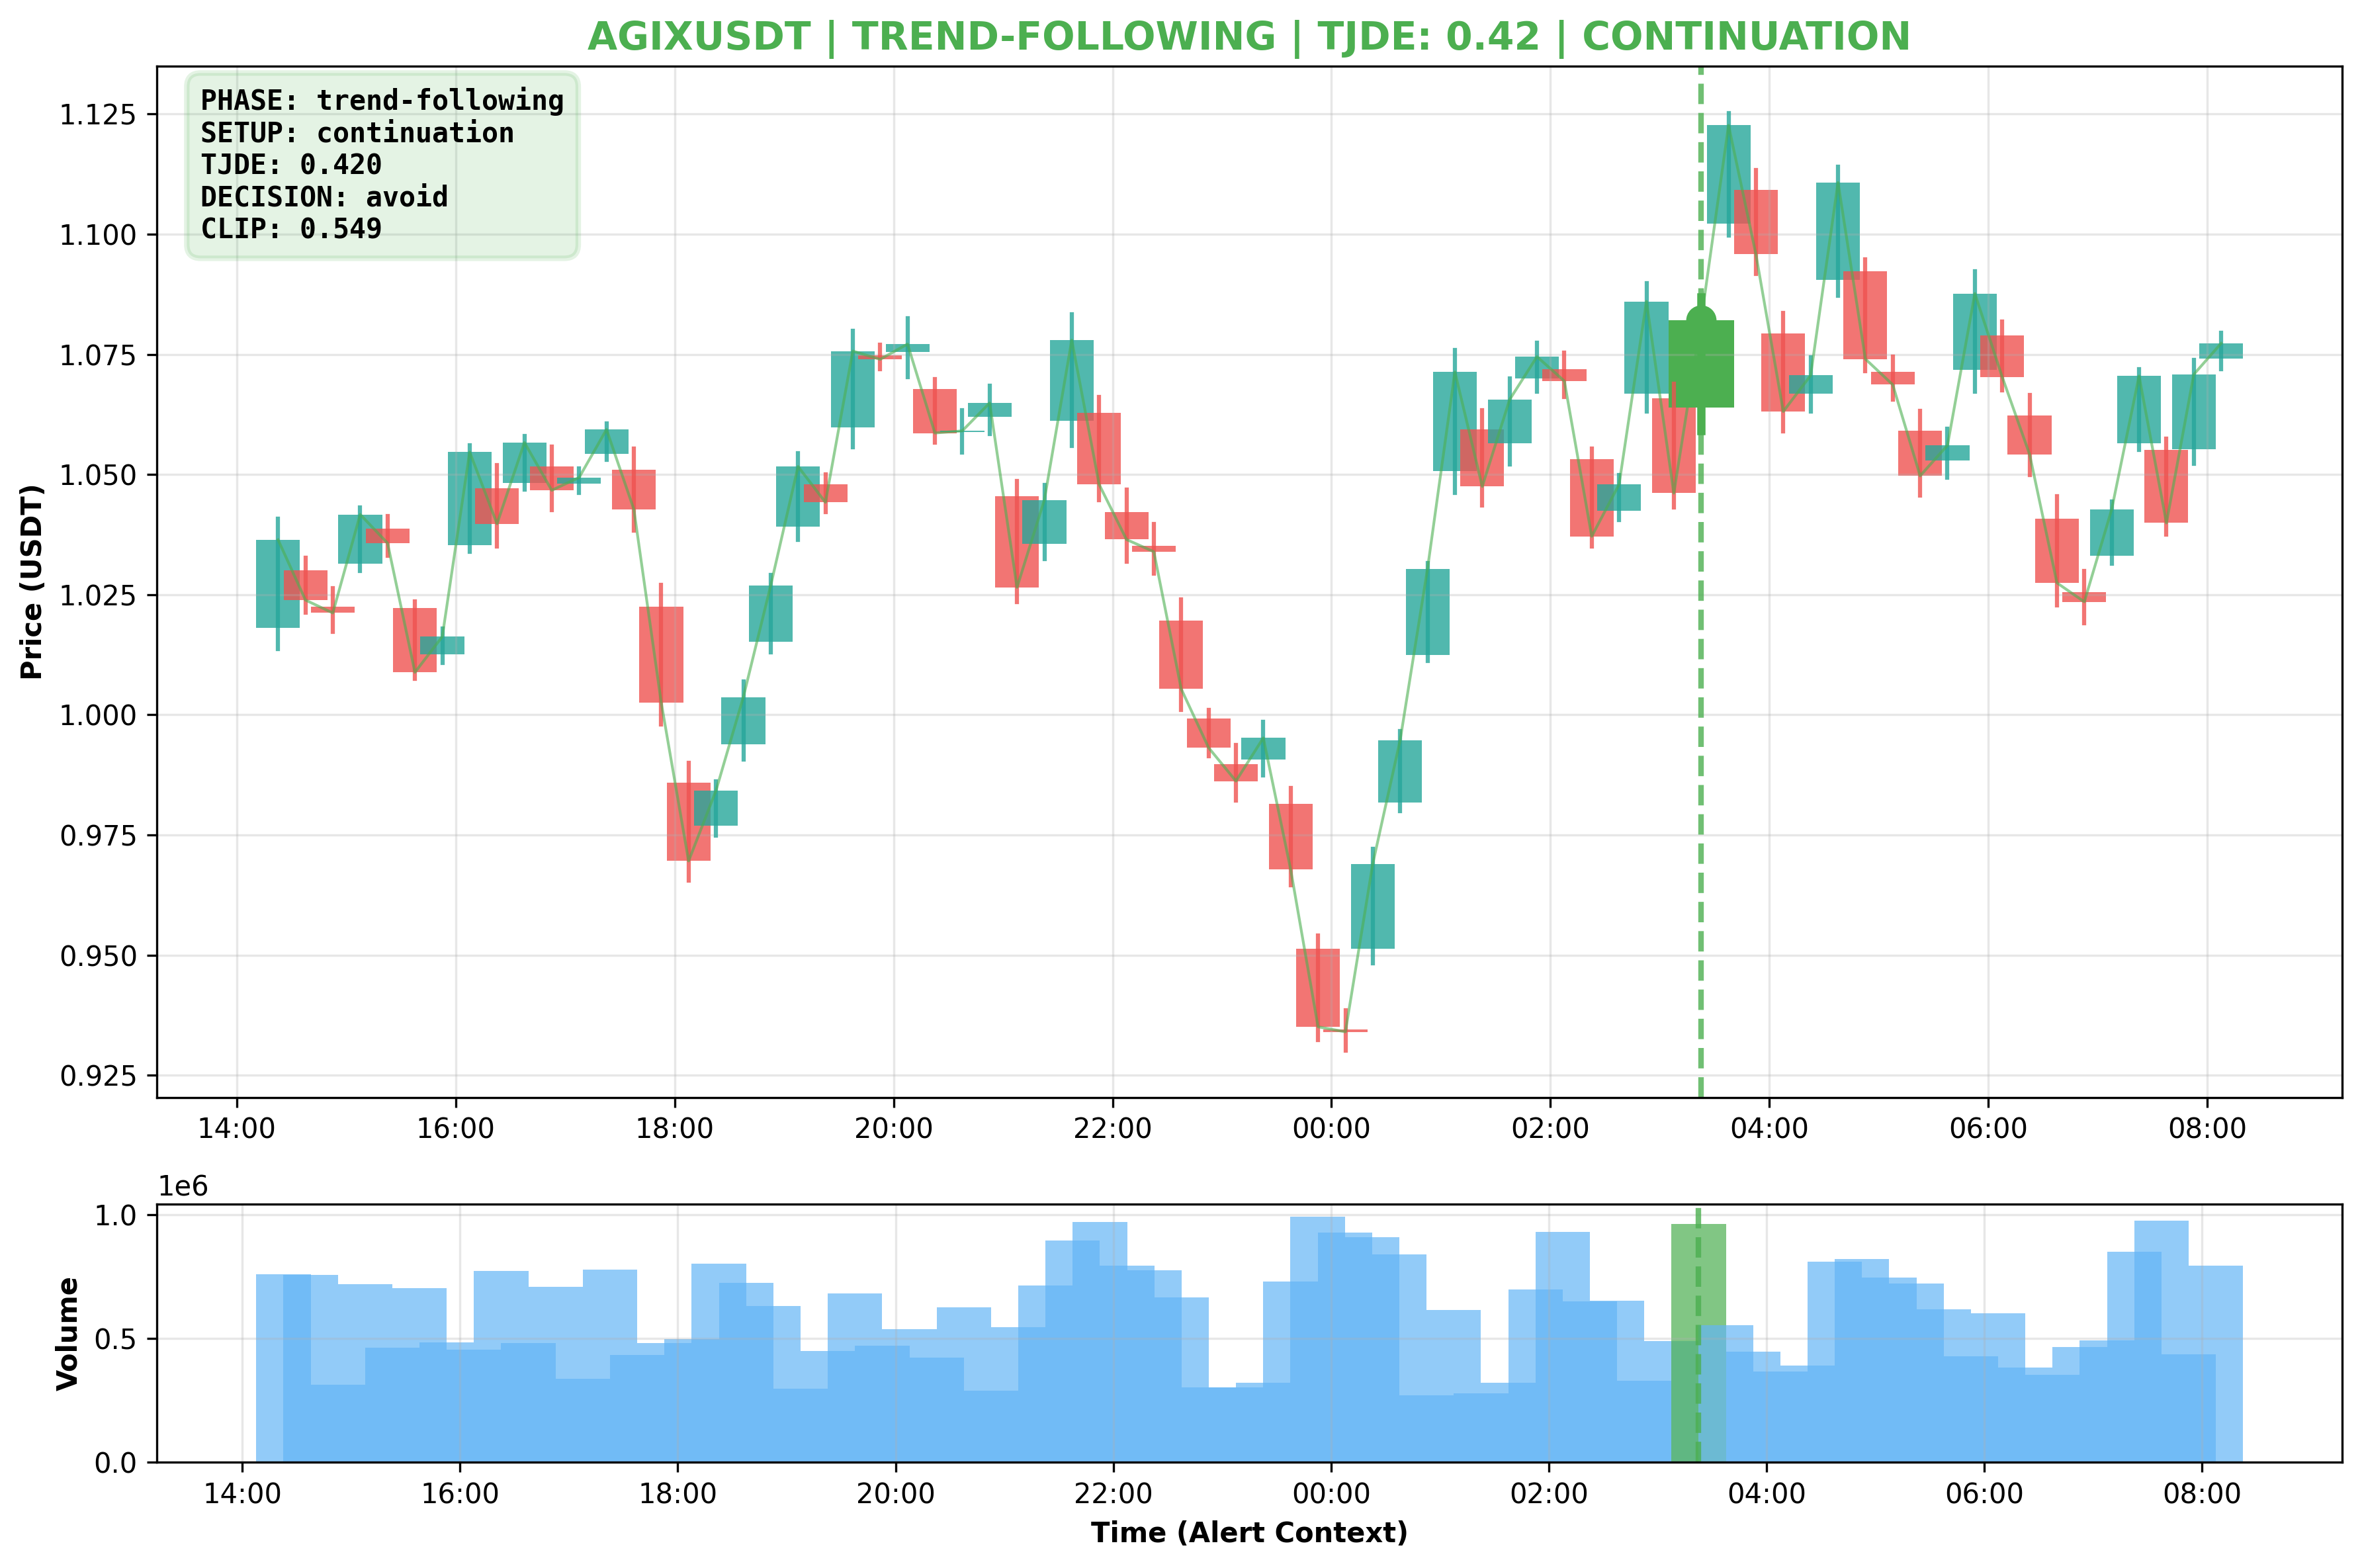 AGIXUSDT | TREND-FOLLOWING | TJDE: 0.42 | CONTINUATION
PHASE: trend-following
SETUP: continuation
TJDE: 0.420
DECISION: avoid
CLIP: 0.549
Price (USDT)
1.125
1.100
1.075
1.050
1.025
1.000
0.975
0.950
0.925
14:00 16:00 18:00 20:00 22:00 00:00 02:00 04:00 06:00 08:00
1e6
Volume
1.0
0.5
0.0
14:00 16:00 18:00 20:00 22:00 00:00 02:00 04:00 06:00 08:00
Time (Alert Context)